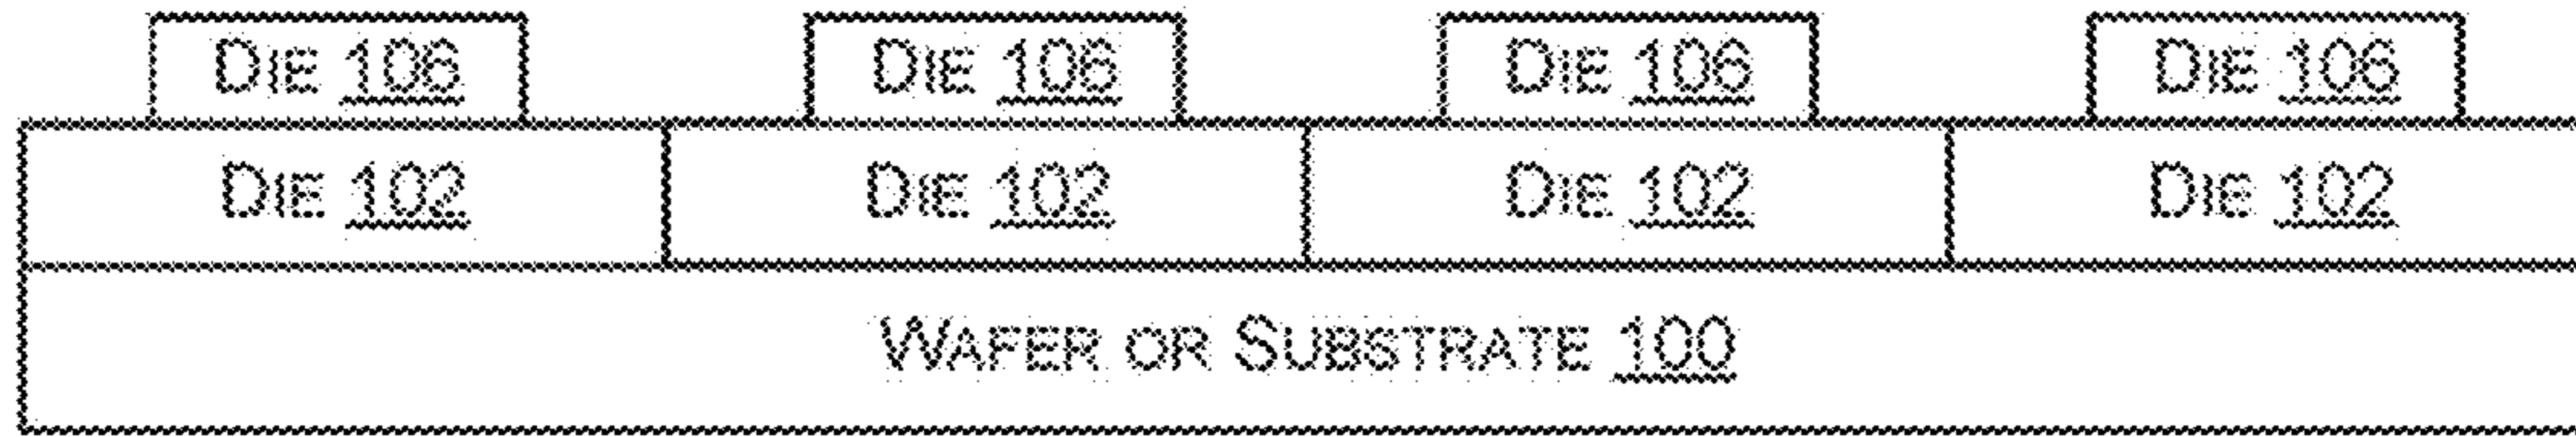 DIE 106 DIE 106 DIE 106 DIE 106
DIE 102 DIE 102 DIE 102 DIE 102
WAFER OR SUBSTRATE 100